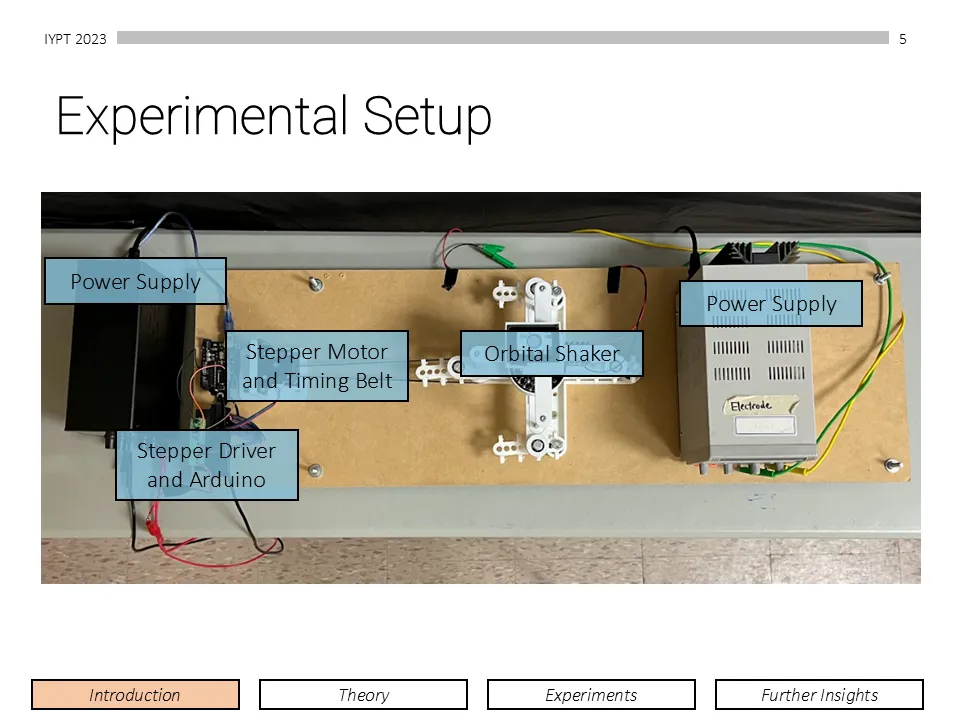 IYPT 2023
5
Experimental Setup
Power Supply
Power Supply
Stepper Motor
and Timing Belt
Orbital Shaker
Electrode
Stepper Driver
and Arduino
Introduction
Theory
Experiments
Further Insights